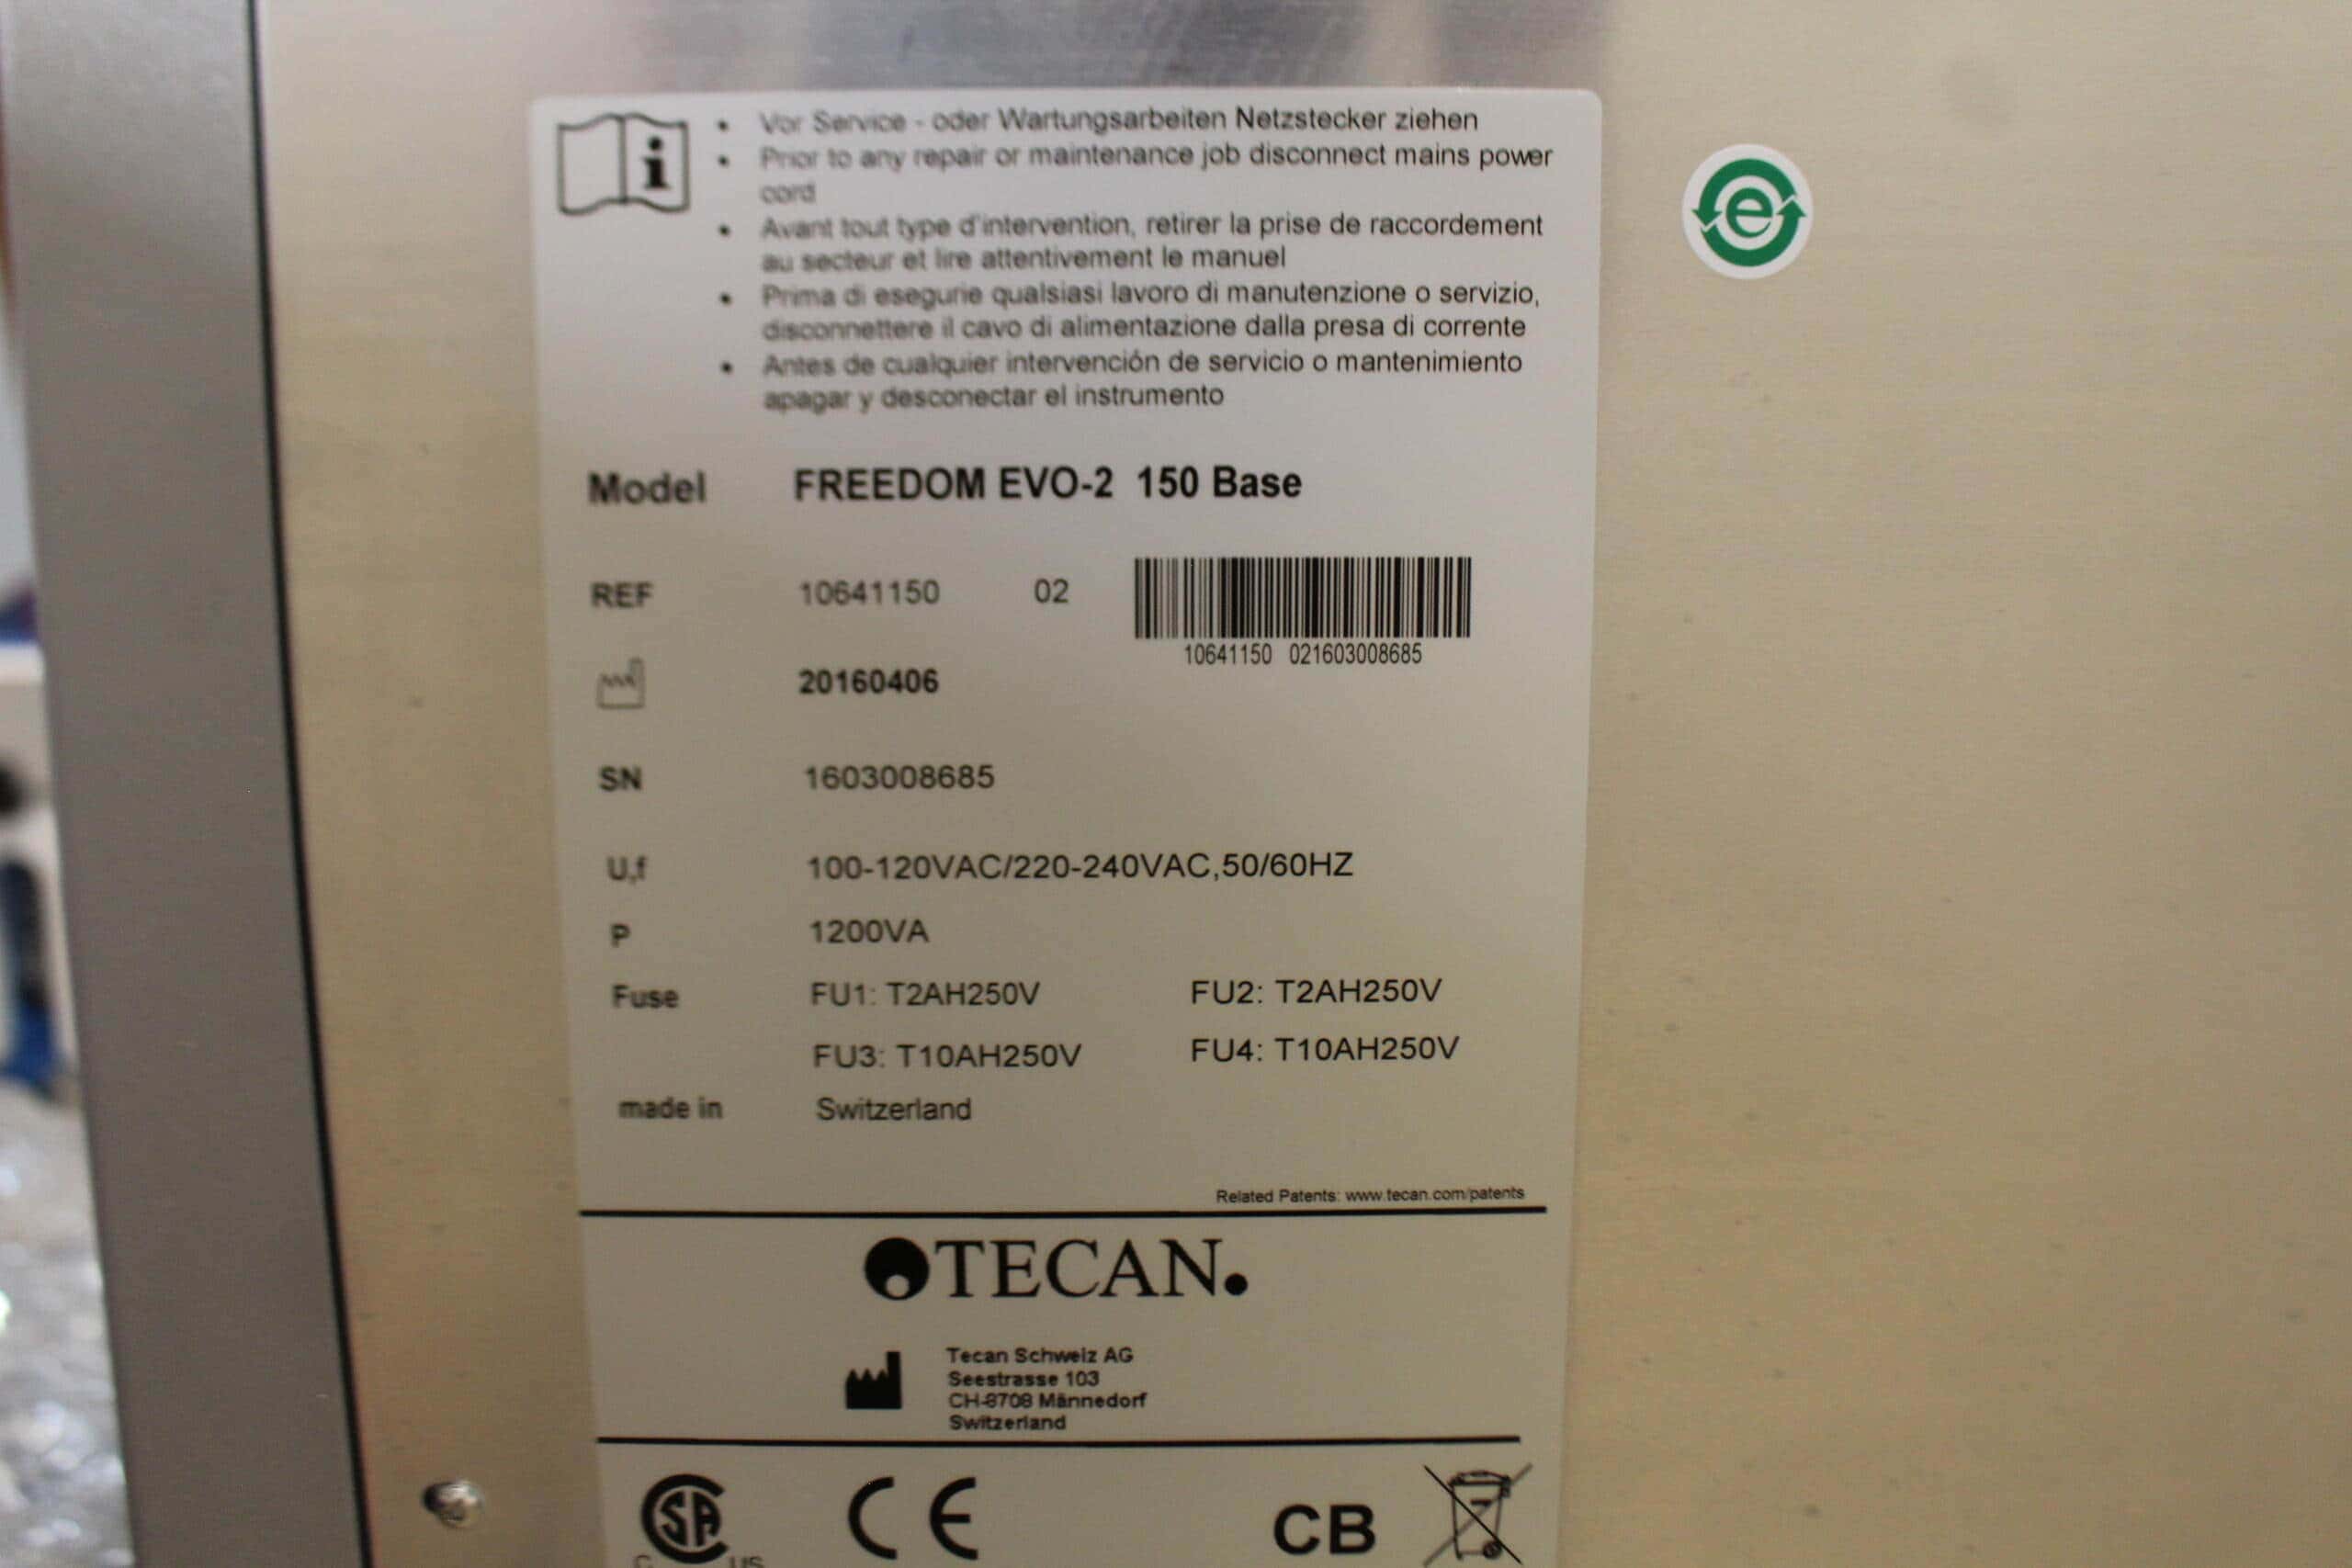 • Vor Service - oder Wartungsarbeiten Netzstecker ziehen
• Prior to any repair or maintenance job disconnect mains power
cord
• Avant tout type d'intervention, retirer la prise de raccordement
au secteur et lire attentivement le manuel
• Prima di esegurie qualsiasi lavoro di manutenzione o servizio,
disconnettere il cavo di alimentazione dalla presa di corrente
• Antes de cualquier intervención de servicio o mantenimiento
apagar y desconectar el instrumento
Model FREEDOM EVO-2 150 Base
REF 10641150 02
10641150 021603008685
20160406
SN 1603008685
U,f 100-120VAC/220-240VAC,50/60HZ
P 1200VA
Fuse FU1: T2AH250V FU2: T2AH250V
FU3: T10AH250V FU4: T10AH250V
made in Switzerland
Related Patents: www.tecan.com/patents
TECAN.
Tecan Schweiz AG
Seestrasse 103
CH-8708 Männedorf
Switzerland
CSA CE CB
C US
e